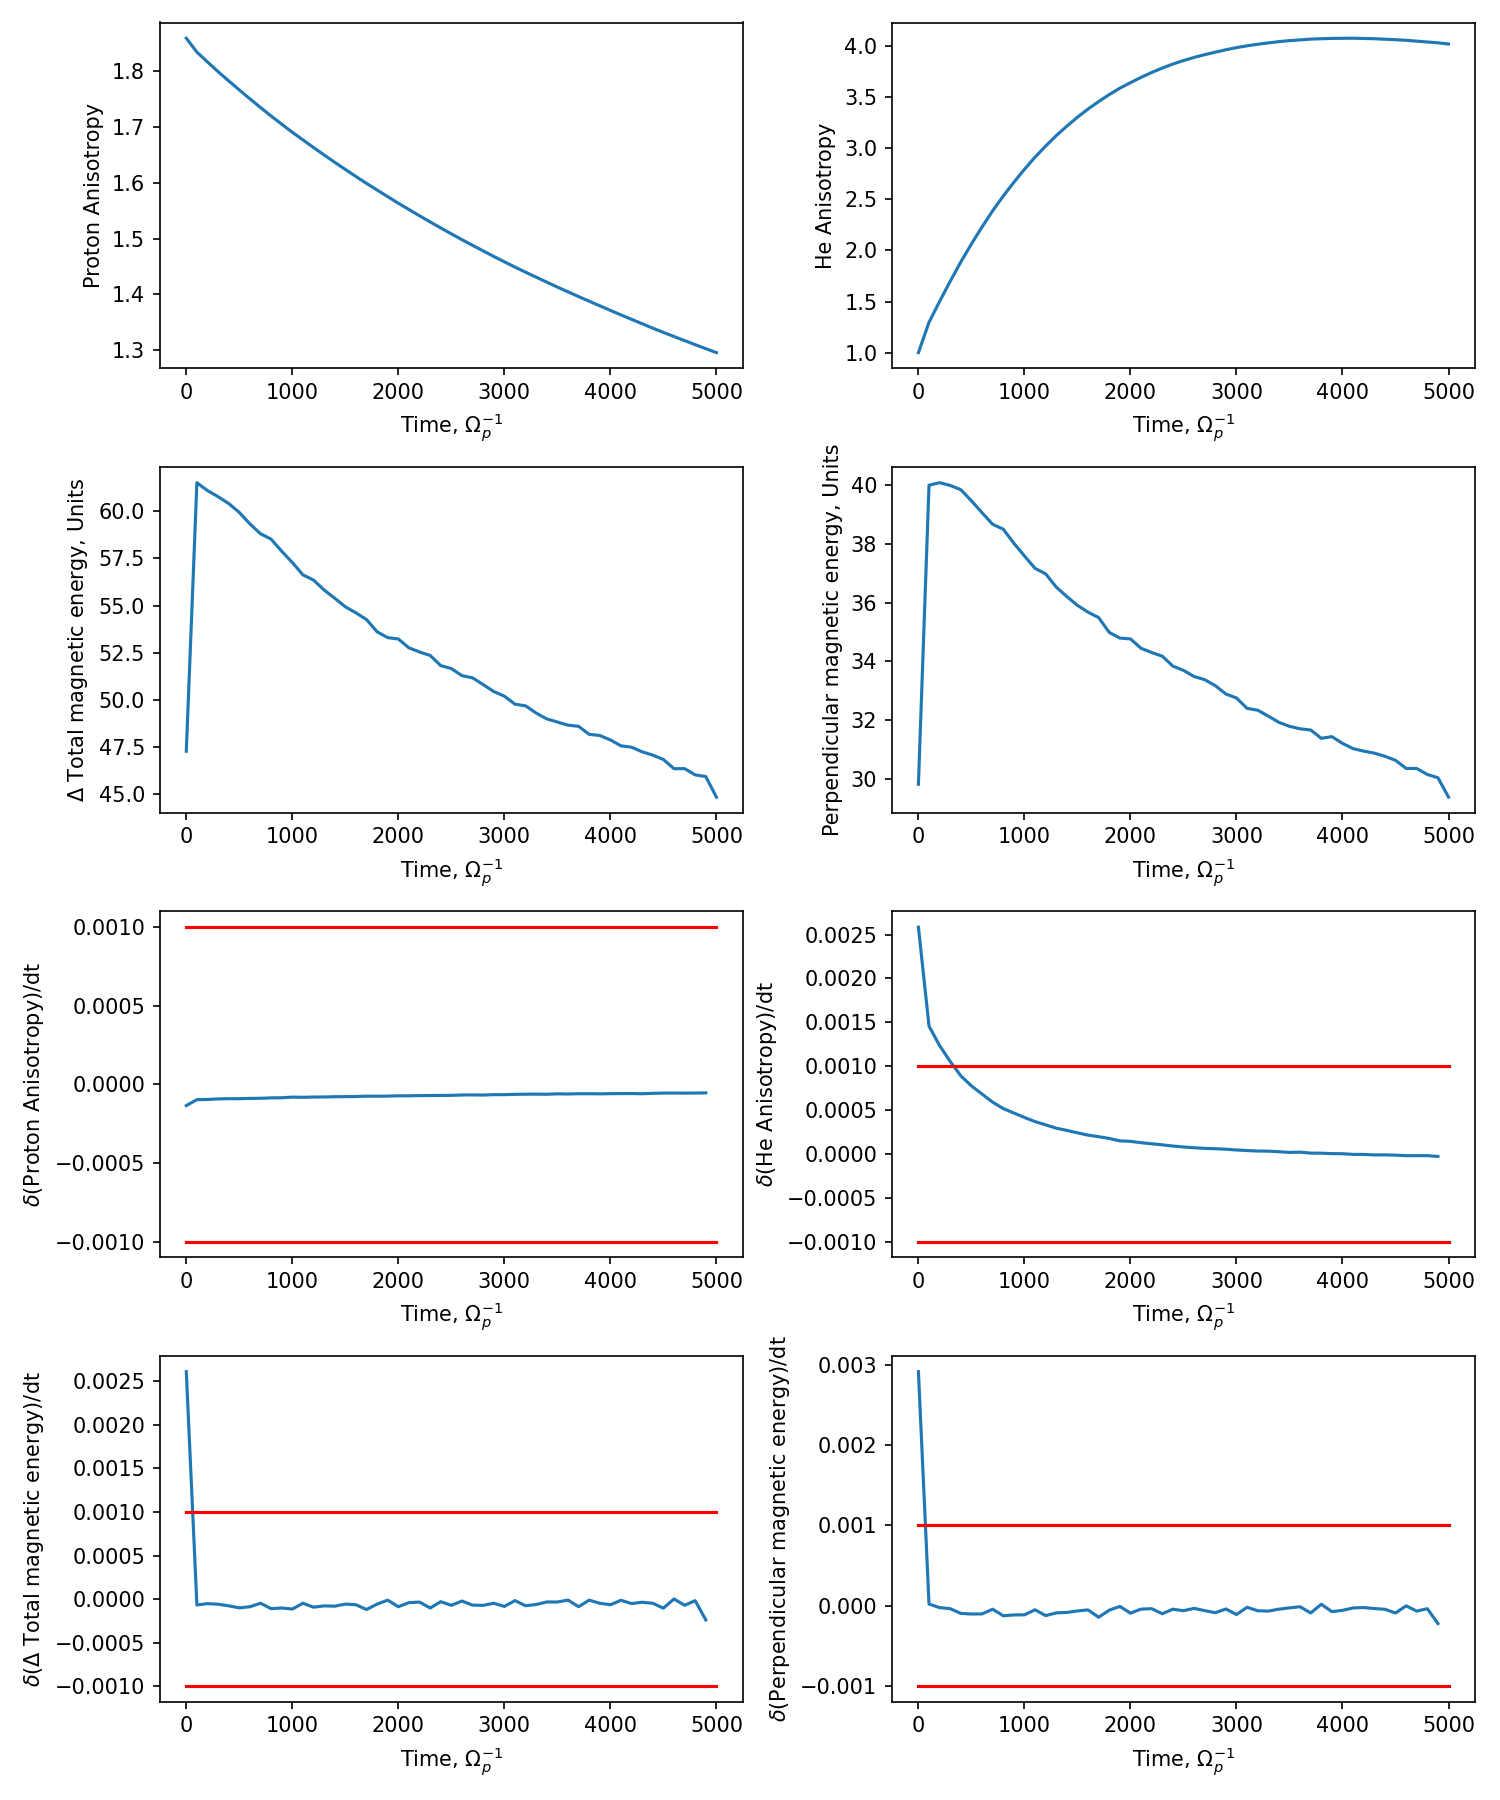 Proton Anisotropy
1.8
1.7
1.6
1.5
1.4
1.3
0 1000 2000 3000 4000 5000
Time, Ω_p^{-1}
He Anisotropy
4.0
3.5
3.0
2.5
2.0
1.5
1.0
0 1000 2000 3000 4000 5000
Time, Ω_p^{-1}
Δ Total magnetic energy, Units
60.0
57.5
55.0
52.5
50.0
47.5
45.0
0 1000 2000 3000 4000 5000
Time, Ω_p^{-1}
Perpendicular magnetic energy, Units
40
38
36
34
32
30
0 1000 2000 3000 4000 5000
Time, Ω_p^{-1}
δ(Proton Anisotropy)/dt
0.0010
0.0005
0.0000
−0.0005
−0.0010
0 1000 2000 3000 4000 5000
Time, Ω_p^{-1}
δ(He Anisotropy)/dt
0.0025
0.0020
0.0015
0.0010
0.0005
0.0000
−0.0005
−0.0010
0 1000 2000 3000 4000 5000
Time, Ω_p^{-1}
δ(Δ Total magnetic energy)/dt
0.0025
0.0020
0.0015
0.0010
0.0005
0.0000
−0.0005
−0.0010
0 1000 2000 3000 4000 5000
Time, Ω_p^{-1}
δ(Perpendicular magnetic energy)/dt
0.003
0.002
0.001
0.000
−0.001
0 1000 2000 3000 4000 5000
Time, Ω_p^{-1}